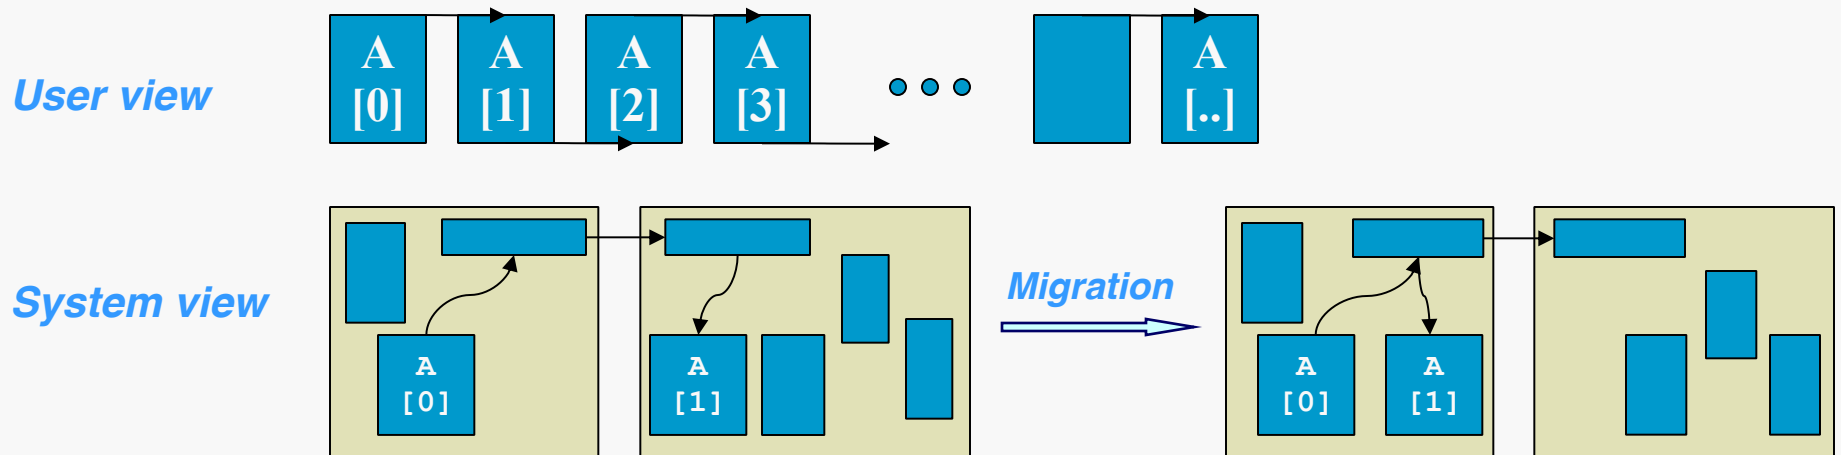 User view
A
[0]
A
[1]
A
[2]
A
[3]
A
[..]
System view
A
[0]
A
[1]
Migration
A
[0]
A
[1]